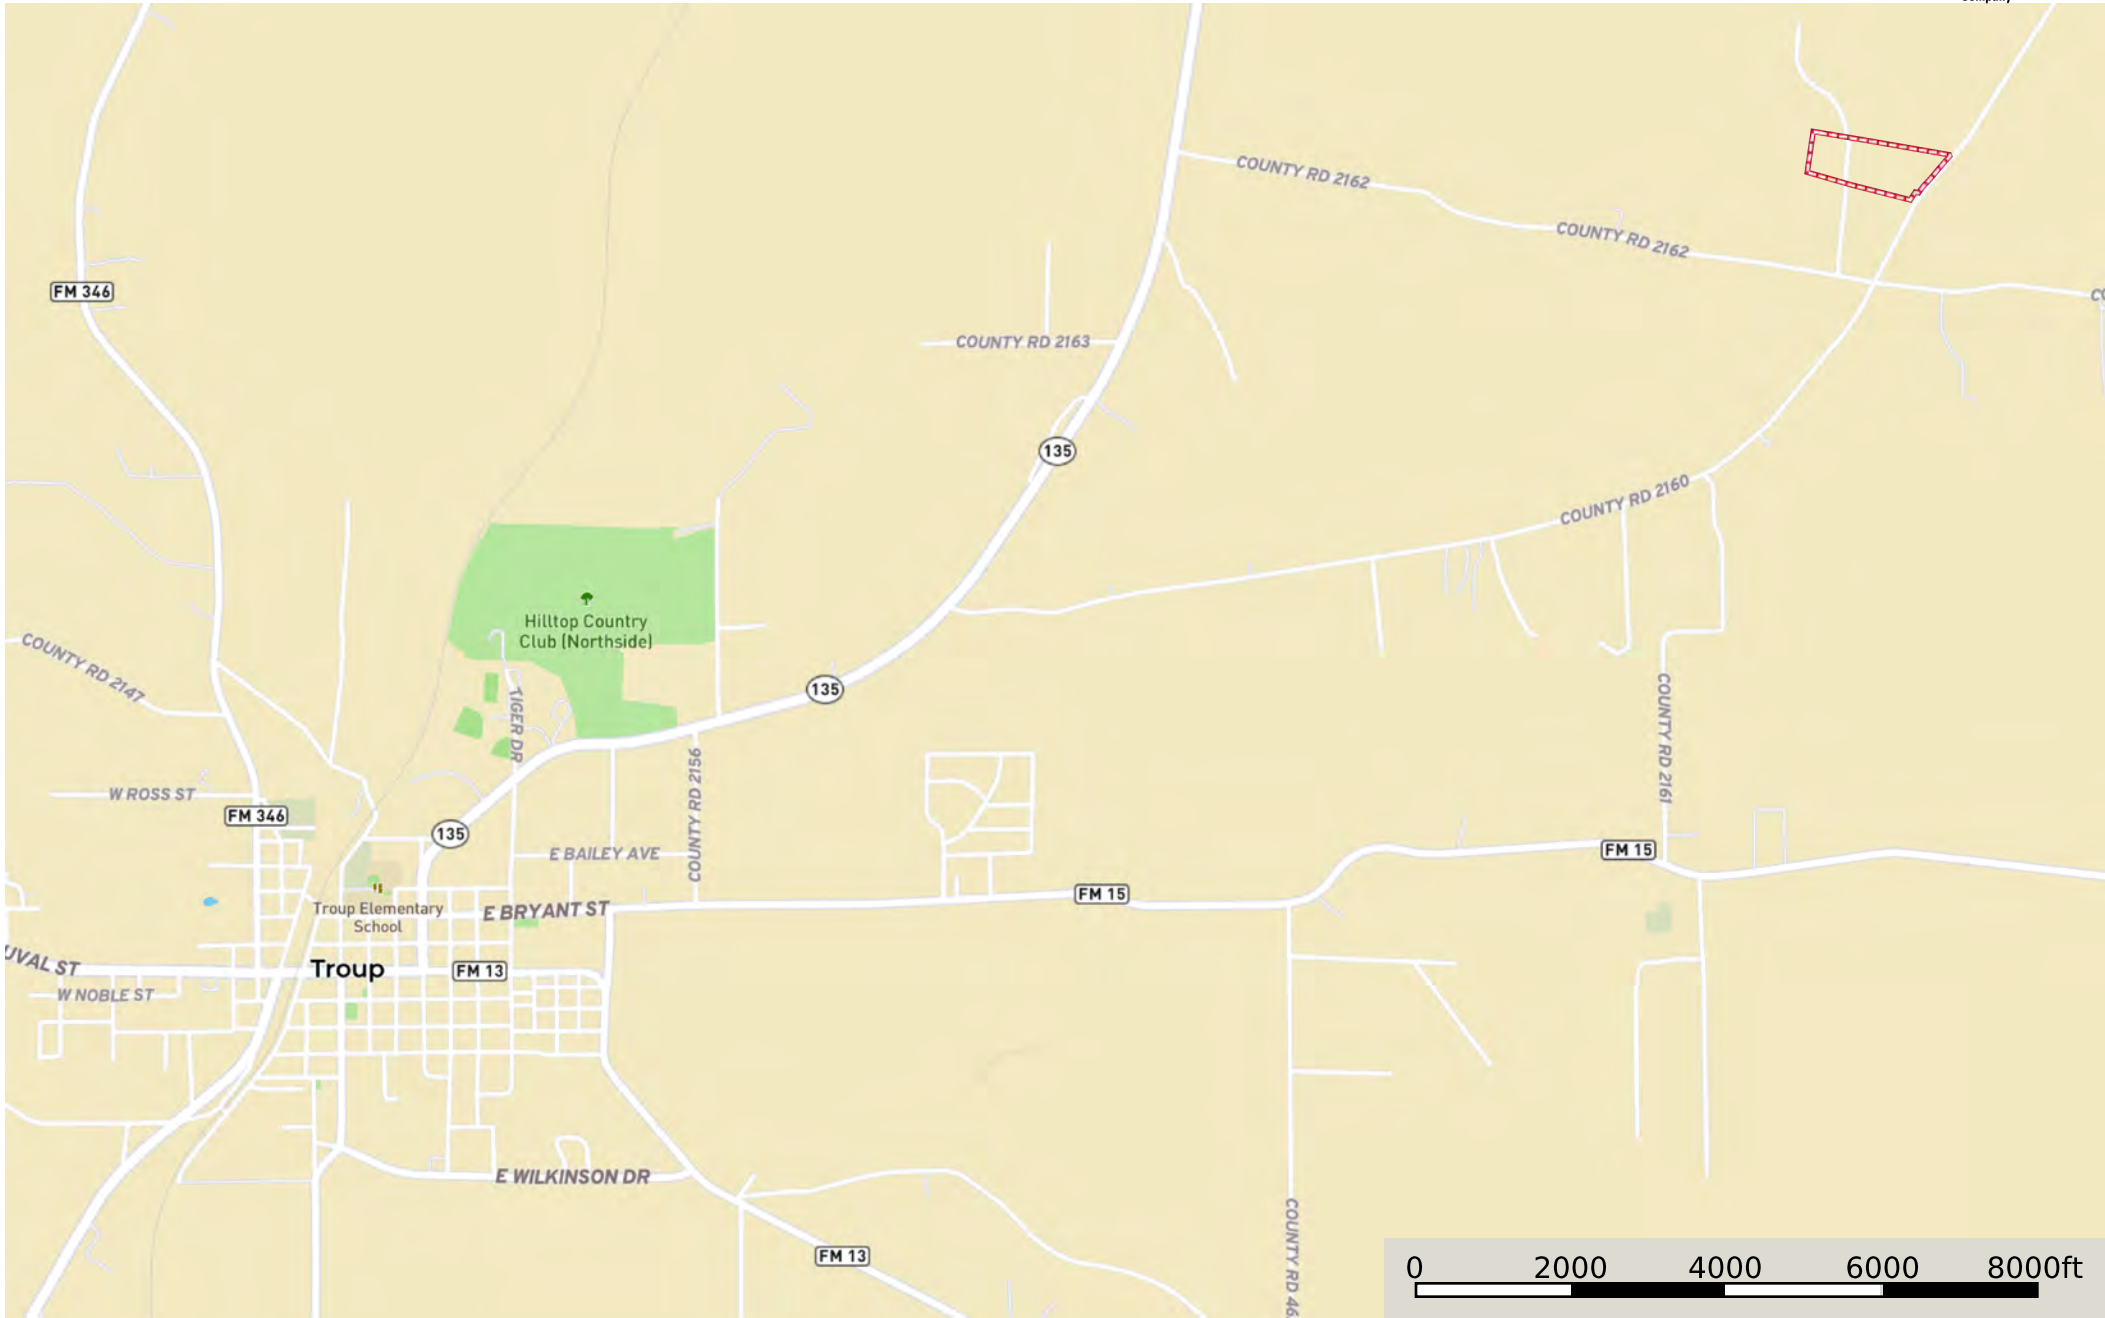 COUNTY RD 2162
COUNTY RD 2162
FM 346
COUNTY RD 2163
135
COUNTY RD 2160
Hilltop Country
Club (Northside)
COUNTY RD 2147
135
TIGER DR
COUNTY RD 2161
COUNTY RD 2156
W ROSS ST
FM 346
135
E BAILEY AVE
FM 15
FM 15
Troup Elementary
School
E BRYANT ST
UVAL ST
Troup
FM 13
W NOBLE ST
E WILKINSON DR
FM 13
COUNTY RD 46
0 2000 4000 6000 8000ft